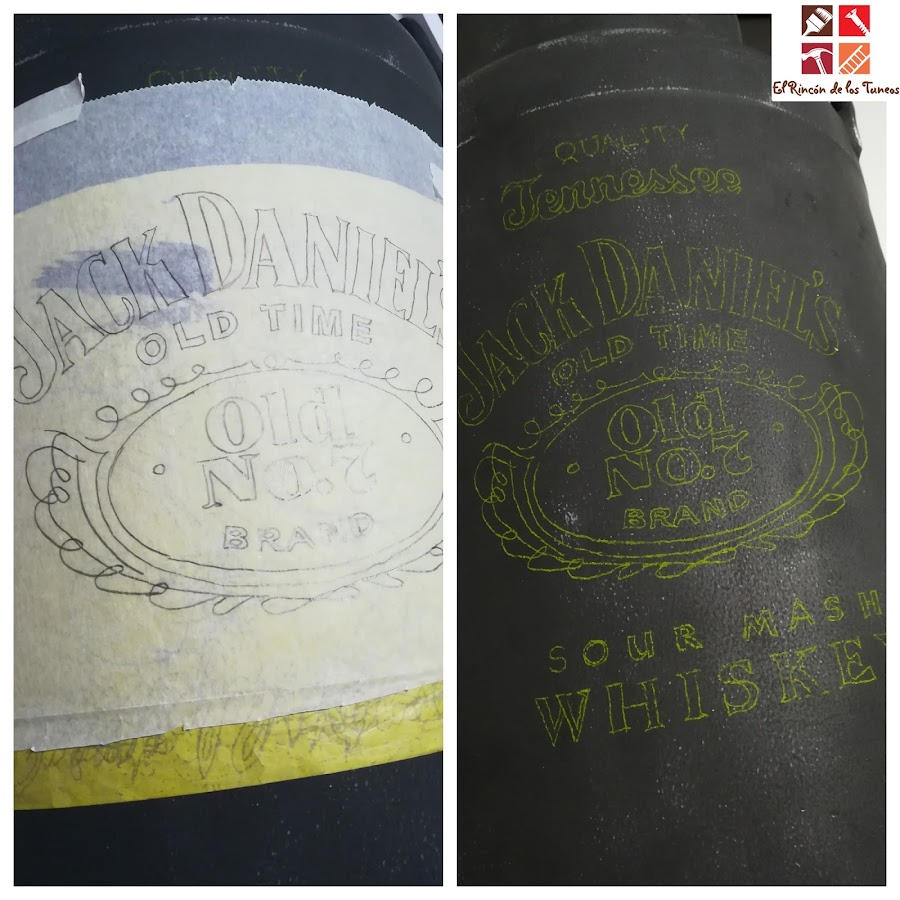 QUALITY
JACK DANIEL'S
OLD TIME
Old
NO.7
BRAND
El Rincón de los Tuneos
QUALITY
Tennessee
JACK DANIEL'S
OLD TIME
Old
NO.7
BRAND
SOUR MASH
WHISKEY